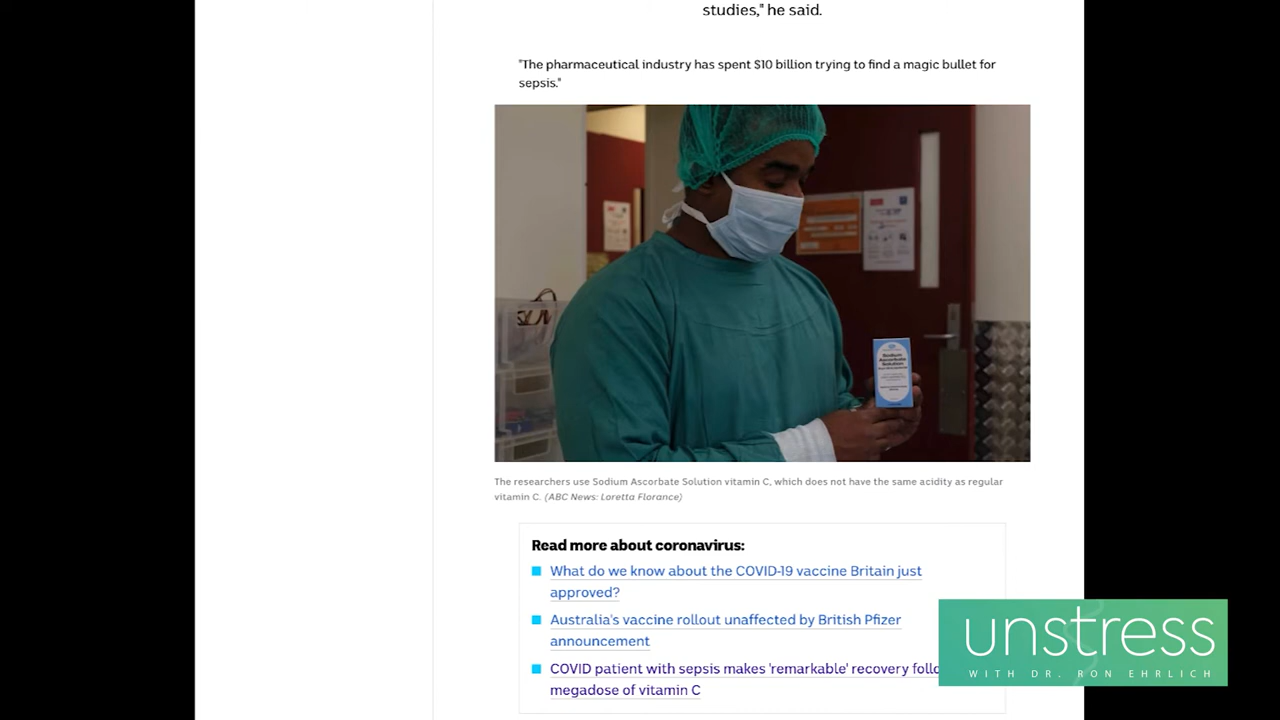 studies," he said.
"The pharmaceutical industry has spent $10 billion trying to find a magic bullet for
sepsis."
Sodium
Ascorbate
Solution
The researchers use Sodium Ascorbate Solution vitamin C, which does not have the same acidity as regular
vitamin C. (ABC News: Loretta Florance)
Read more about coronavirus:
What do we know about the COVID-19 vaccine Britain just
approved?
Australia's vaccine rollout unaffected by British Pfizer
announcement
COVID patient with sepsis makes 'remarkable' recovery follo
megadose of vitamin C
unstress
WITH DR. RON EHRLICH